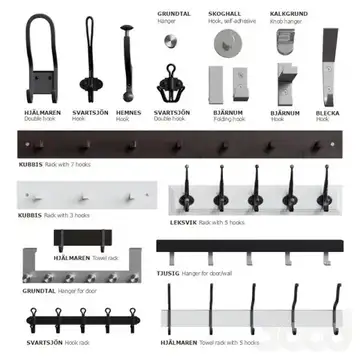 GRUNDTAL
Hanger
SKOGHALL
Hook, self-adhesive
KALKGRUND
Knob hanger
HJÄLMAREN
Double hook
SVARTSJÖN
Hook
HEMNES
Hook
SVARTSJÖN
Double hook
BJÄRNUM
Folding hook
BJÄRNUM
Hook
BLECKA
Hook
KUBBIS Rack with 7 hooks
KUBBIS Rack with 3 hooks
LEKSVIK Rack with 5 hooks
HJÄLMAREN Towel rack
GRUNDTAL Hanger for door
TJUSIG Hanger for door/wall
SVARTSJÖN Hook rack
HJÄLMAREN Towel rack with 5 hooks